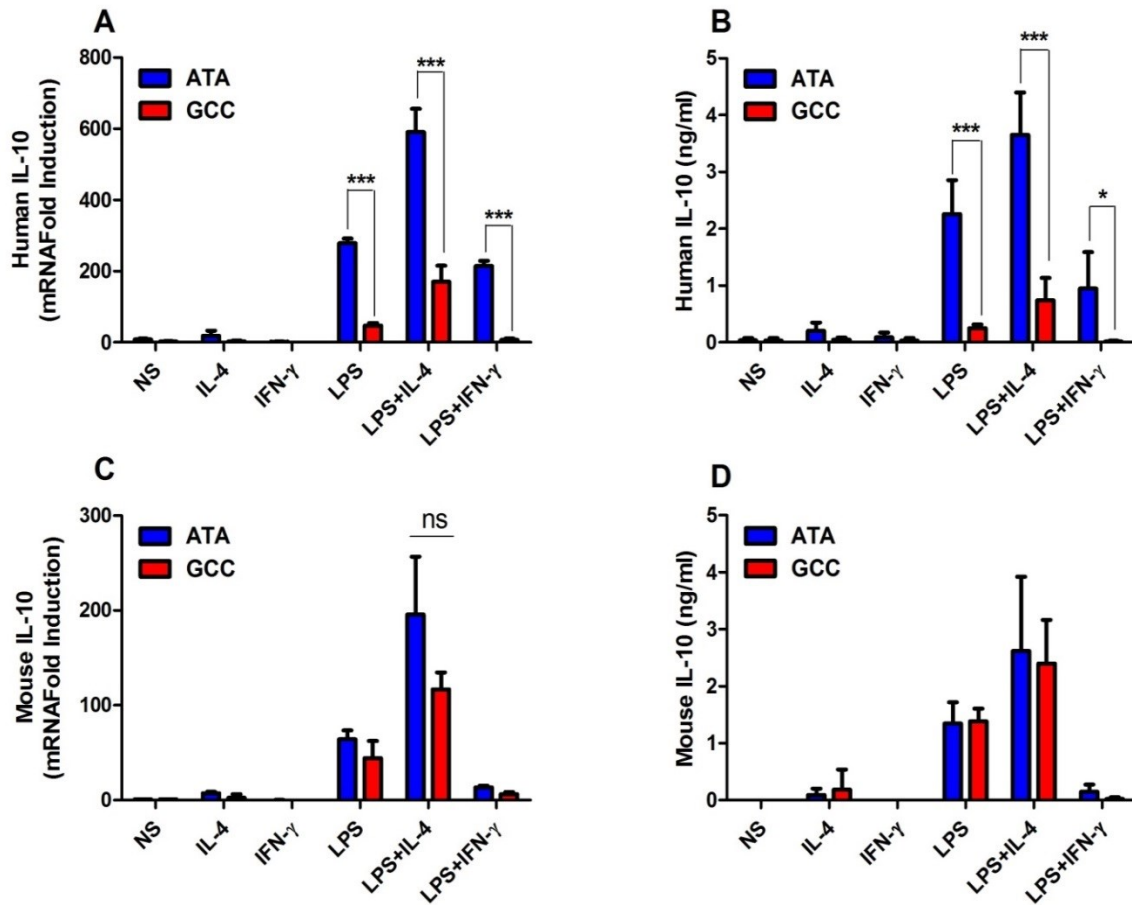 A
Human IL-10
(mRNAFold Induction)
800
600
400
200
0
ATA
GCC
***
***
***
NS
IL-4
IFN-γ
LPS
LPS+IL-4
LPS+IFN-γ
B
Human IL-10 (ng/ml)
5
4
3
2
1
0
ATA
GCC
***
***
*
NS
IL-4
IFN-γ
LPS
LPS+IL-4
LPS+IFN-γ
C
Mouse IL-10
(mRNAFold Induction)
300
200
100
0
ATA
GCC
ns
NS
IL-4
IFN-γ
LPS
LPS+IL-4
LPS+IFN-γ
D
Mouse IL-10 (ng/ml)
5
4
3
2
1
0
ATA
GCC
NS
IL-4
IFN-γ
LPS
LPS+IL-4
LPS+IFN-γ